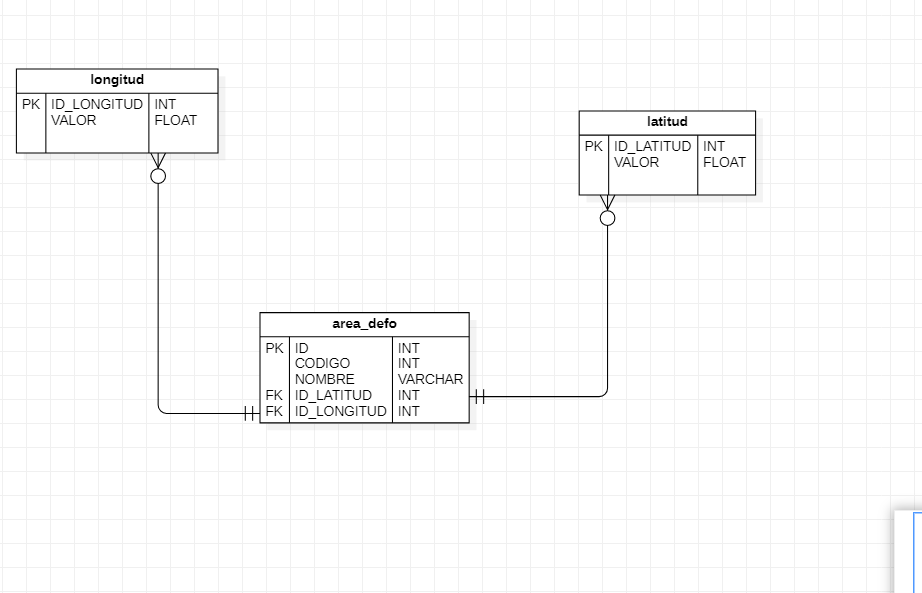 longitud
PK ID_LONGITUD INT
VALOR FLOAT
latitud
PK ID_LATITUD INT
VALOR FLOAT
area_defo
PK ID INT
CODIGO INT
NOMBRE VARCHAR
FK ID_LATITUD INT
FK ID_LONGITUD INT